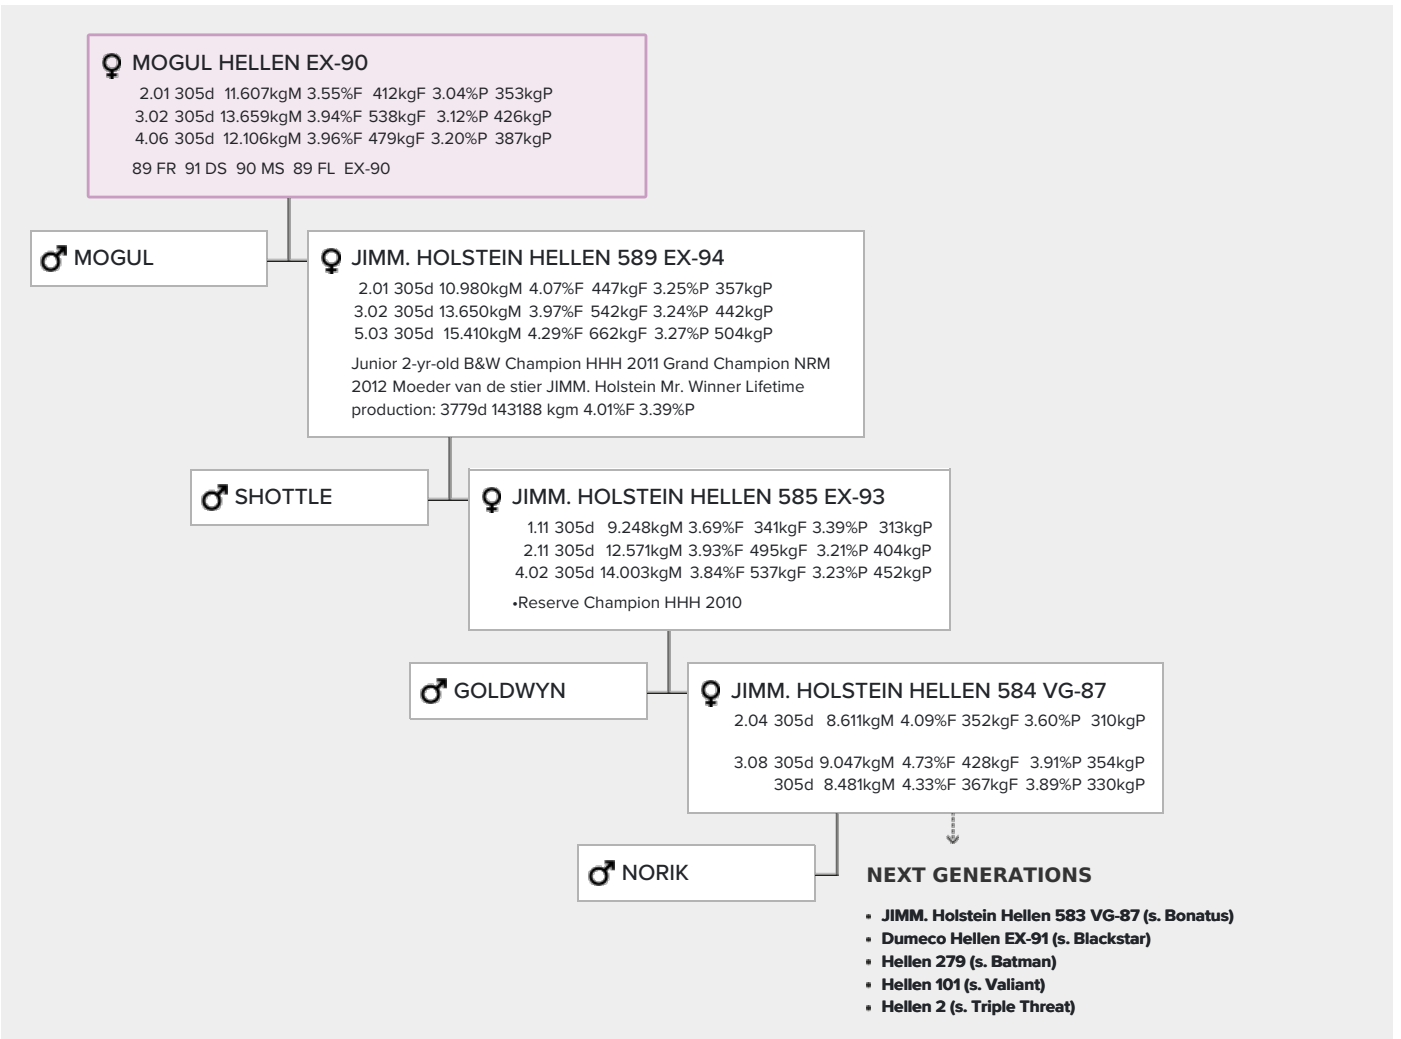 MOGUL HELLEN EX-90
2.01 305d 11.607kgM 3.55%F 412kgF 3.04%P 353kgP
3.02 305d 13.659kgM 3.94%F 538kgF 3.12%P 426kgP
4.06 305d 12.106kgM 3.96%F 479kgF 3.20%P 387kgP
89 FR 91 DS 90 MS 89 FL EX-90
MOGUL
JIMM. HOLSTEIN HELLEN 589 EX-94
2.01 305d 10.980kgM 4.07%F 447kgF 3.25%P 357kgP
3.02 305d 13.650kgM 3.97%F 542kgF 3.24%P 442kgP
5.03 305d 15.410kgM 4.29%F 662kgF 3.27%P 504kgP
Junior 2-yr-old B&W Champion HHH 2011 Grand Champion NRM
2012 Moeder van de stier JIMM. Holstein Mr. Winner Lifetime
production: 3779d 143188 kgm 4.01%F 3.39%P
SHOTTLE
JIMM. HOLSTEIN HELLEN 585 EX-93
1.11 305d 9.248kgM 3.69%F 341kgF 3.39%P 313kgP
2.11 305d 12.571kgM 3.93%F 495kgF 3.21%P 404kgP
4.02 305d 14.003kgM 3.84%F 537kgF 3.23%P 452kgP
•Reserve Champion HHH 2010
GOLDWYN
JIMM. HOLSTEIN HELLEN 584 VG-87
2.04 305d 8.611kgM 4.09%F 352kgF 3.60%P 310kgP
3.08 305d 9.047kgM 4.73%F 428kgF 3.91%P 354kgP
305d 8.481kgM 4.33%F 367kgF 3.89%P 330kgP
NORIK
NEXT GENERATIONS
• JIMM. Holstein Hellen 583 VG-87 (s. Bonatus)
• Dumeco Hellen EX-91 (s. Blackstar)
• Hellen 279 (s. Batman)
• Hellen 101 (s. Valiant)
• Hellen 2 (s. Triple Threat)